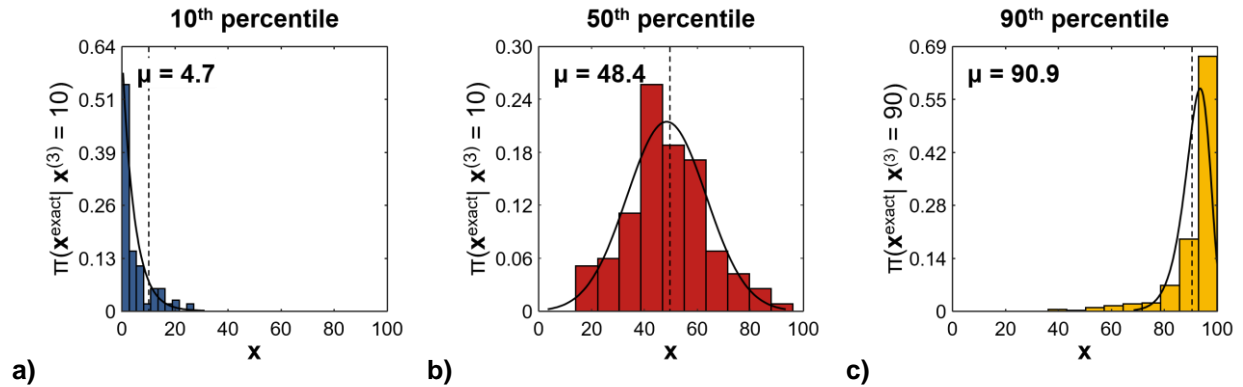 10th percentile
μ = 4.7
π(x^exact| x^(3) = 10)
0.64
0.51
0.39
0.26
0.13
0
0 20 40 60 80 100
x
a)
50th percentile
μ = 48.4
π(x^exact| x^(3) = 10)
0.30
0.24
0.18
0.12
0.06
0
0 20 40 60 80 100
x
b)
90th percentile
μ = 90.9
π(x^exact| x^(3) = 90)
0.69
0.55
0.42
0.28
0.14
0
0 20 40 60 80 100
x
c)